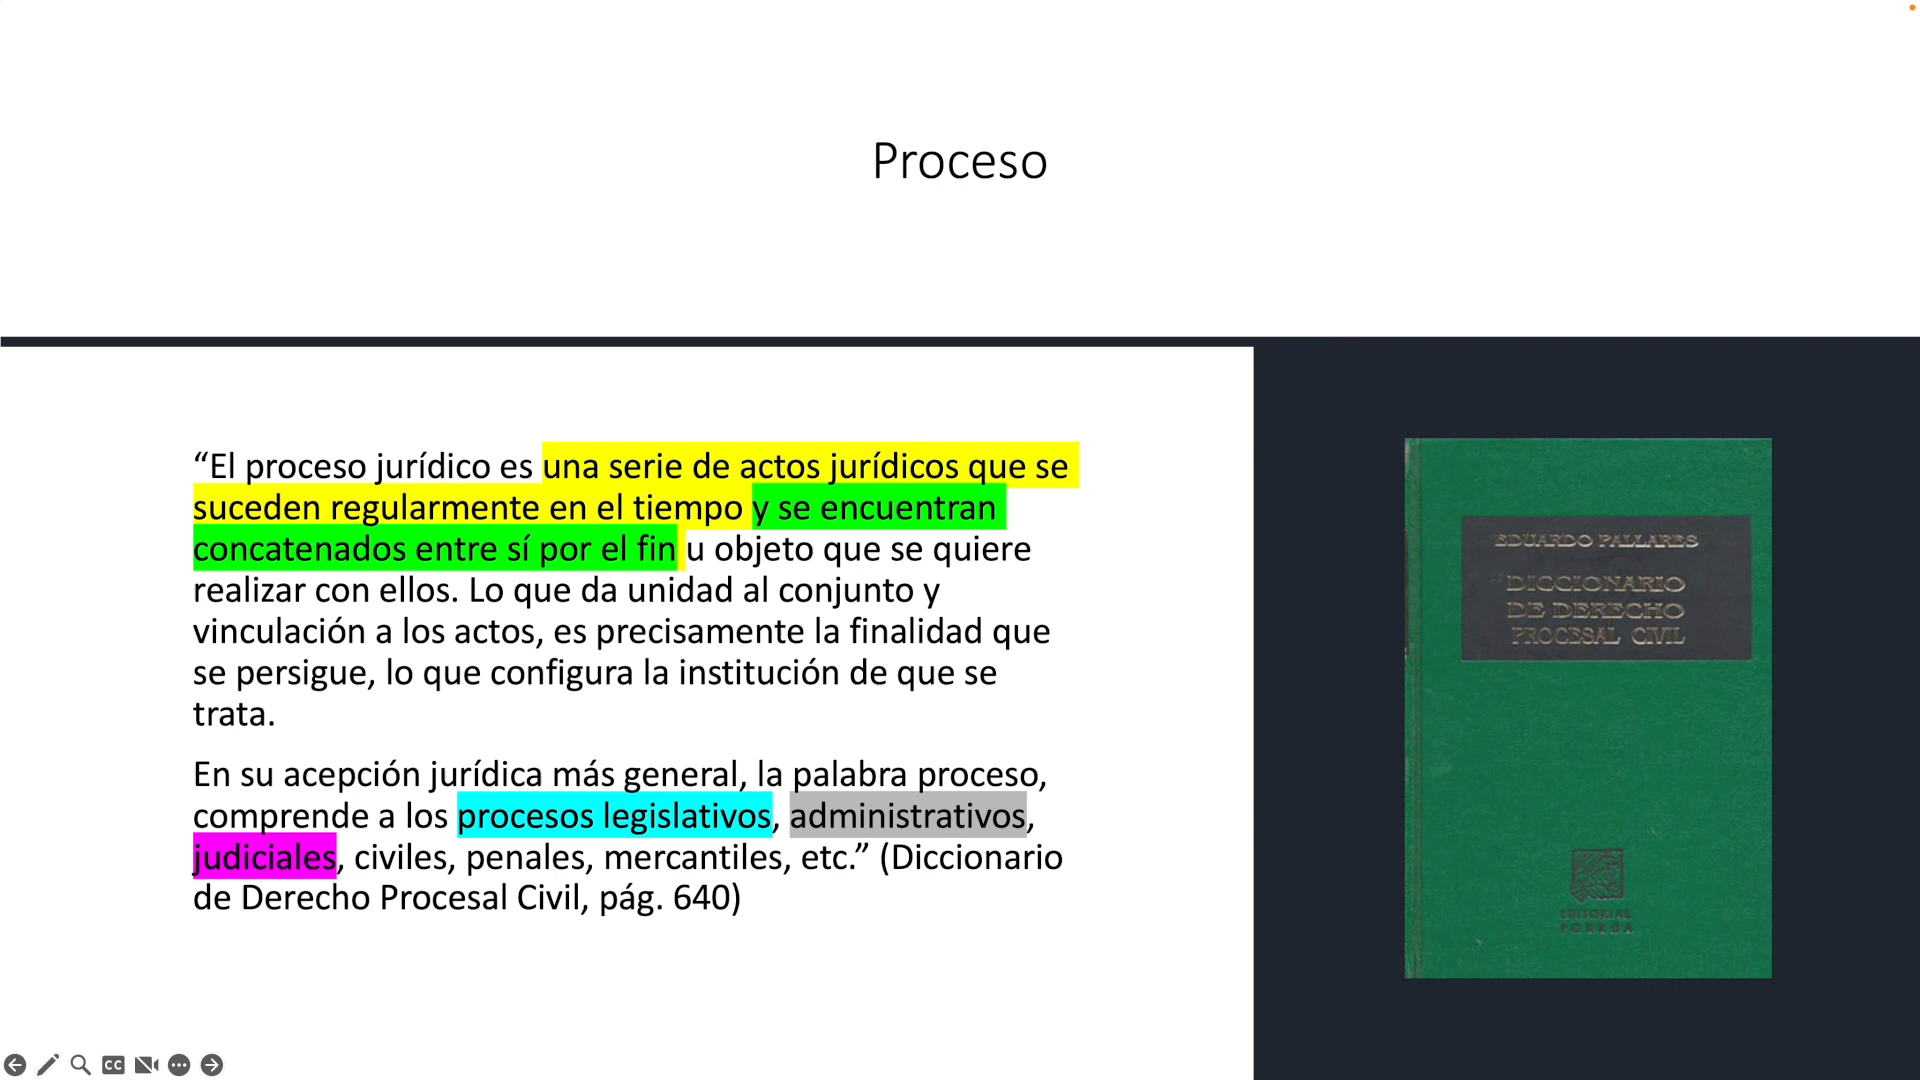 Proceso
“El proceso jurídico es una serie de actos jurídicos que se
suceden regularmente en el tiempo y se encuentran
concatenados entre sí por el fin u objeto que se quiere
realizar con ellos. Lo que da unidad al conjunto y
vinculación a los actos, es precisamente la finalidad que
se persigue, lo que configura la institución de que se
trata.
En su acepción jurídica más general, la palabra proceso,
comprende a los procesos legislativos, administrativos,
judiciales, civiles, penales, mercantiles, etc.” (Diccionario
de Derecho Procesal Civil, pág. 640)
EDUARDO PALLARES
DICCIONARIO
DE DERECHO
PROCESAL CIVIL
EDITORIAL
PORRUA
CC